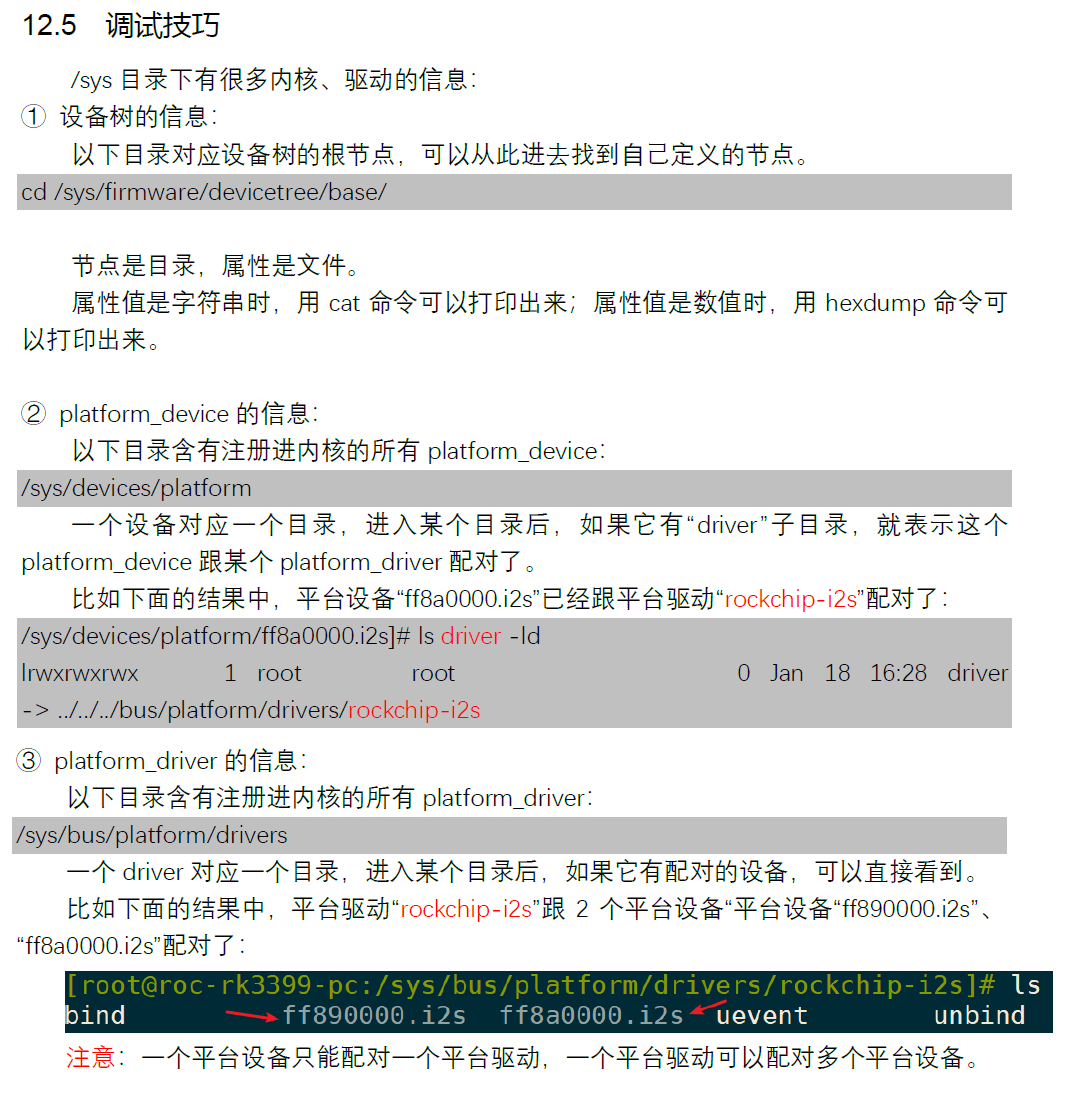 12.5 调试技巧
/sys 目录下有很多内核、驱动的信息：
① 设备树的信息：
以下目录对应设备树的根节点，可以从此进去找到自己定义的节点。
cd /sys/firmware/devicetree/base/
节点是目录，属性是文件。
属性值是字符串时，用 cat 命令可以打印出来；属性值是数值时，用 hexdump 命令可
以打印出来。
② platform_device 的信息：
以下目录含有注册进内核的所有 platform_device：
/sys/devices/platform
一个设备对应一个目录，进入某个目录后，如果它有“driver”子目录，就表示这个
platform_device 跟某个 platform_driver 配对了。
比如下面的结果中，平台设备“ff8a0000.i2s”已经跟平台驱动“rockchip-i2s”配对了：
/sys/devices/platform/ff8a0000.i2s]# ls driver -ld
lrwxrwxrwx 1 root root 0 Jan 18 16:28 driver
-> ../../../bus/platform/drivers/rockchip-i2s
③ platform_driver 的信息：
以下目录含有注册进内核的所有 platform_driver：
/sys/bus/platform/drivers
一个 driver 对应一个目录，进入某个目录后，如果它有配对的设备，可以直接看到。
比如下面的结果中，平台驱动“rockchip-i2s”跟 2 个平台设备“平台设备“ff890000.i2s”、
“ff8a0000.i2s”配对了：
[root@roc-rk3399-pc:/sys/bus/platform/drivers/rockchip-i2s]# ls
bind ff890000.i2s ff8a0000.i2s uevent unbind
注意：一个平台设备只能配对一个平台驱动，一个平台驱动可以配对多个平台设备。